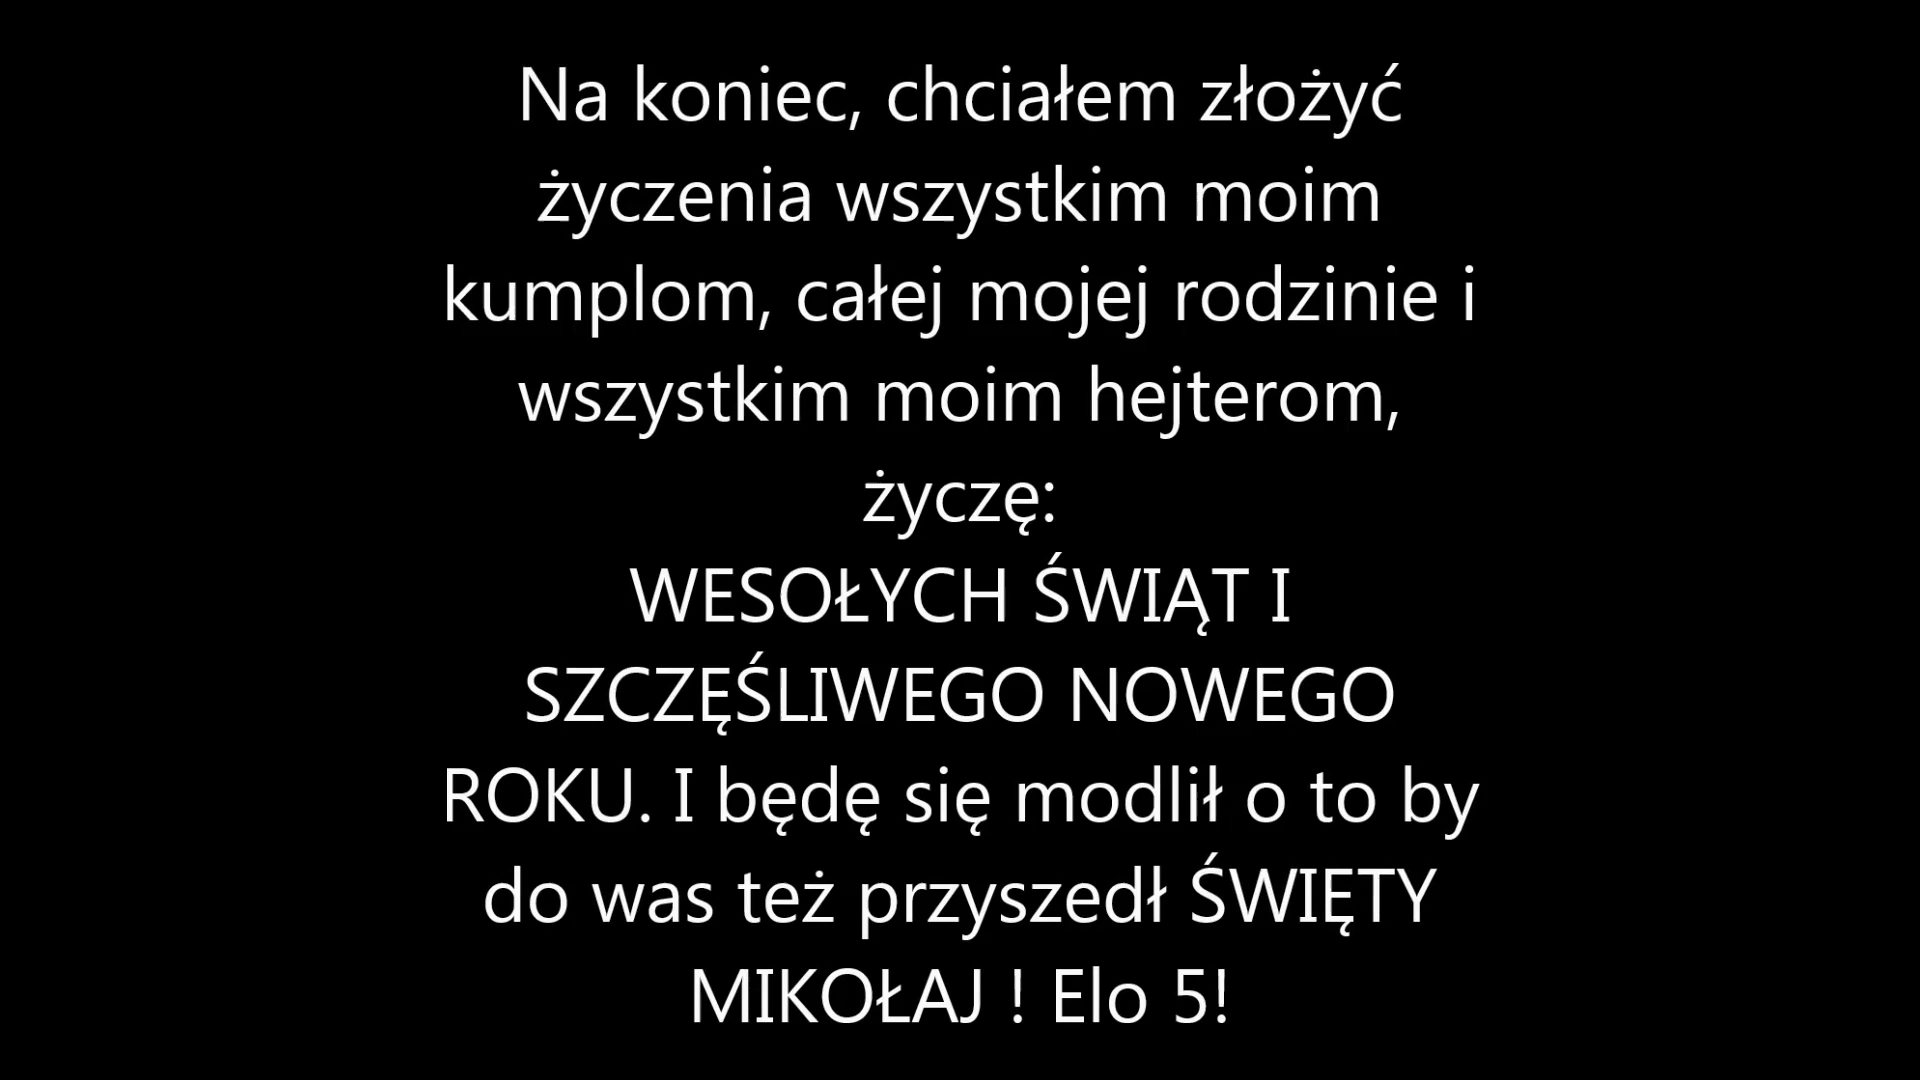 Na koniec, chciałem złożyć
życzenia wszystkim moim
kumplom, całej mojej rodzinie i
wszystkim moim hejterom,
życzę:
WESOŁYCH ŚWIĄT I
SZCZĘŚLIWEGO NOWEGO
ROKU. I będę się modlił o to by
do was też przyszedł ŚWIĘTY
MIKOŁAJ ! Elo 5!